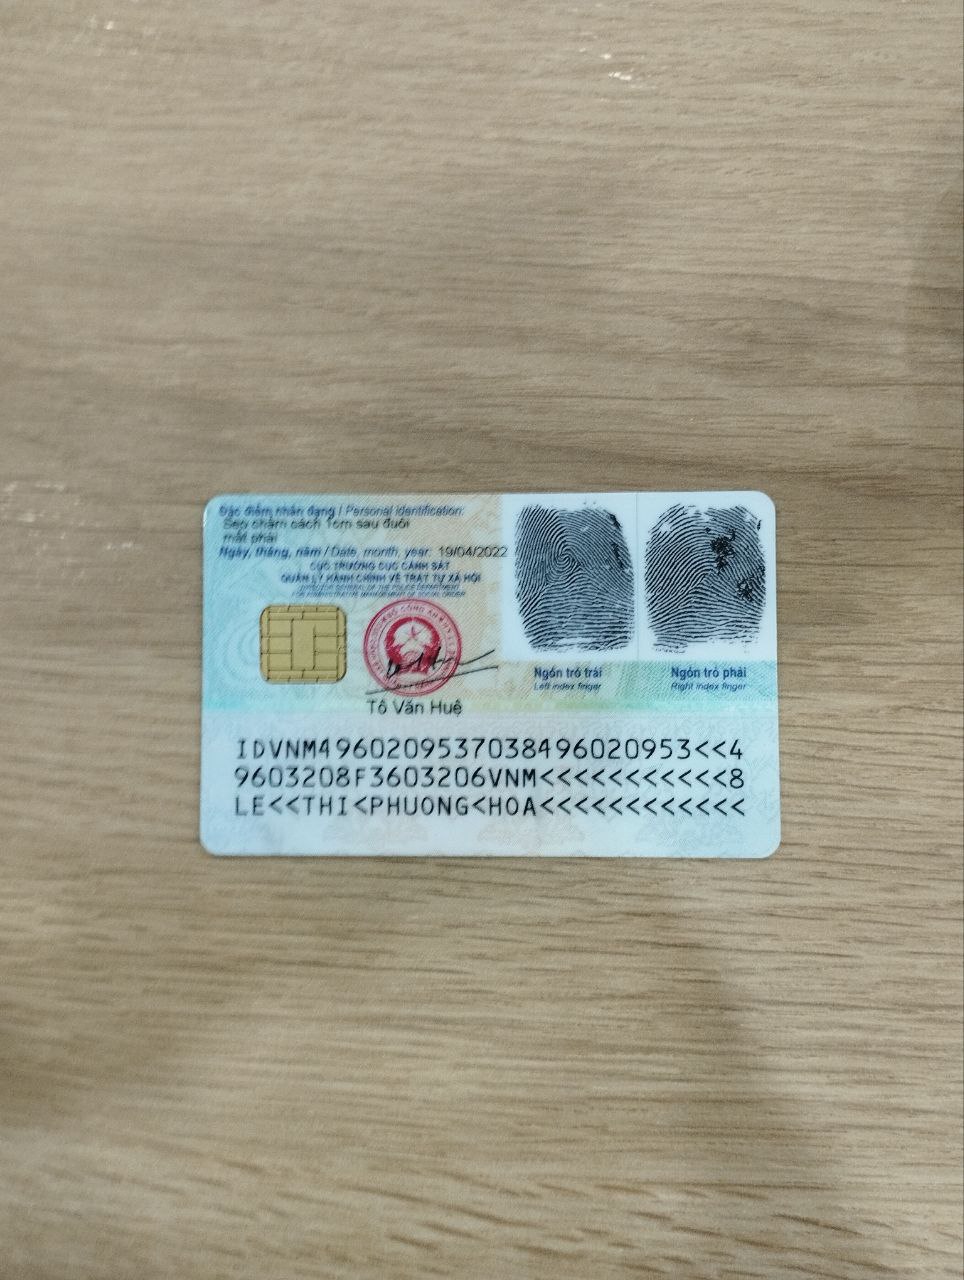 Đặc điểm nhân dạng / Personal identification:
Sẹo chấm cách 1cm sau đuôi
mắt phải
Ngày, tháng, năm / Date, month, year: 19/04/2022
CỤC TRƯỞNG CỤC CẢNH SÁT
QUẢN LÝ HÀNH CHÍNH VỀ TRẬT TỰ XÃ HỘI
DIRECTOR GENERAL OF THE POLICE DEPARTMENT
FOR ADMINISTRATIVE MANAGEMENT OF SOCIAL ORDER
Tô Văn Huệ
Ngón trỏ trái
Left index finger
Ngón trỏ phải
Right index finger
IDVNM4960209537038496020953<<4
9603208F3603206VNM<<<<<<<<<<<8
LE<<THI<PHUONG<HOA<<<<<<<<<<<<